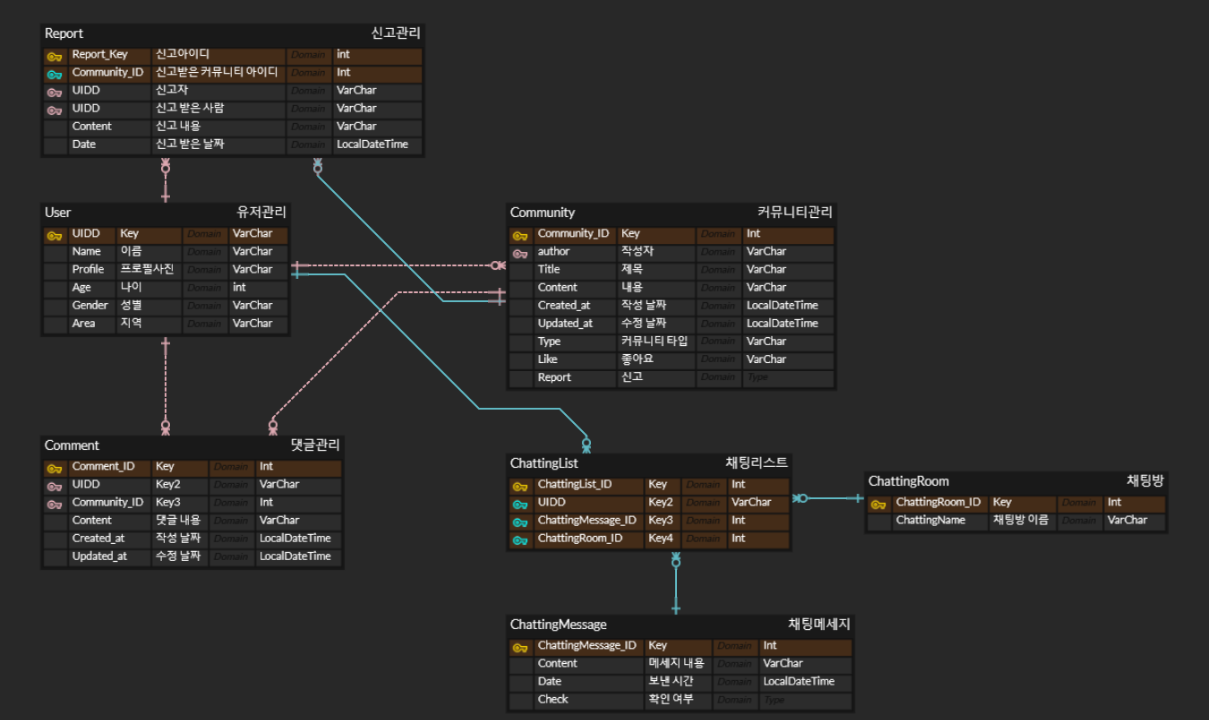 Report 신고관리
Report_Key 신고아이디 Domain int
Community_ID 신고받은 커뮤니티 아이디 Domain Int
UIDD 신고자 Domain VarChar
UIDD 신고 받은 사람 Domain VarChar
Content 신고 내용 Domain VarChar
Date 신고 받은 날짜 Domain LocalDateTime
User 유저관리
UIDD Key Domain VarChar
Name 이름 Domain VarChar
Profile 프로필사진 Domain VarChar
Age 나이 Domain int
Gender 성별 Domain VarChar
Area 지역 Domain VarChar
Community 커뮤니티관리
Community_ID Key Domain Int
author 작성자 Domain VarChar
Title 제목 Domain VarChar
Content 내용 Domain VarChar
Created_at 작성 날짜 Domain LocalDateTime
Updated_at 수정 날짜 Domain LocalDateTime
Type 커뮤니티 타입 Domain VarChar
Like 좋아요 Domain VarChar
Report 신고 Domain Type
Comment 댓글관리
Comment_ID Key Domain Int
UIDD Key2 Domain VarChar
Community_ID Key3 Domain Int
Content 댓글 내용 Domain VarChar
Created_at 작성 날짜 Domain LocalDateTime
Updated_at 수정 날짜 Domain LocalDateTime
ChattingList 채팅리스트
ChattingList_ID Key Domain Int
UIDD Key2 Domain VarChar
ChattingMessage_ID Key3 Domain Int
ChattingRoom_ID Key4 Domain Int
ChattingRoom 채팅방
ChattingRoom_ID Key Domain Int
ChattingName 채팅방 이름 Domain VarChar
ChattingMessage 채팅메세지
ChattingMessage_ID Key Domain Int
Content 메세지 내용 Domain VarChar
Date 보낸 시간 Domain LocalDateTime
Check 확인 여부 Domain Type